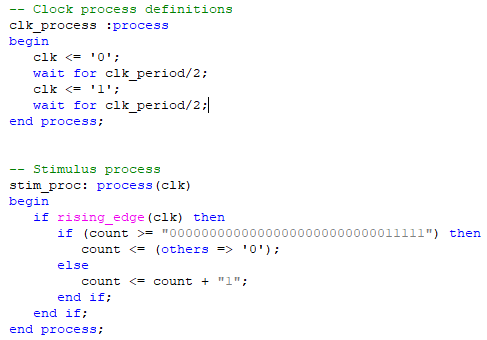 -- Clock process definitions
clk_process :process
begin
clk <= '0';
wait for clk_period/2;
clk <= '1';
wait for clk_period/2;
end process;
-- Stimulus process
stim_proc: process(clk)
begin
if rising_edge(clk) then
if (count >= "00000000000000000000000000011111") then
count <= (others => '0');
else
count <= count + "1";
end if;
end if;
end process;